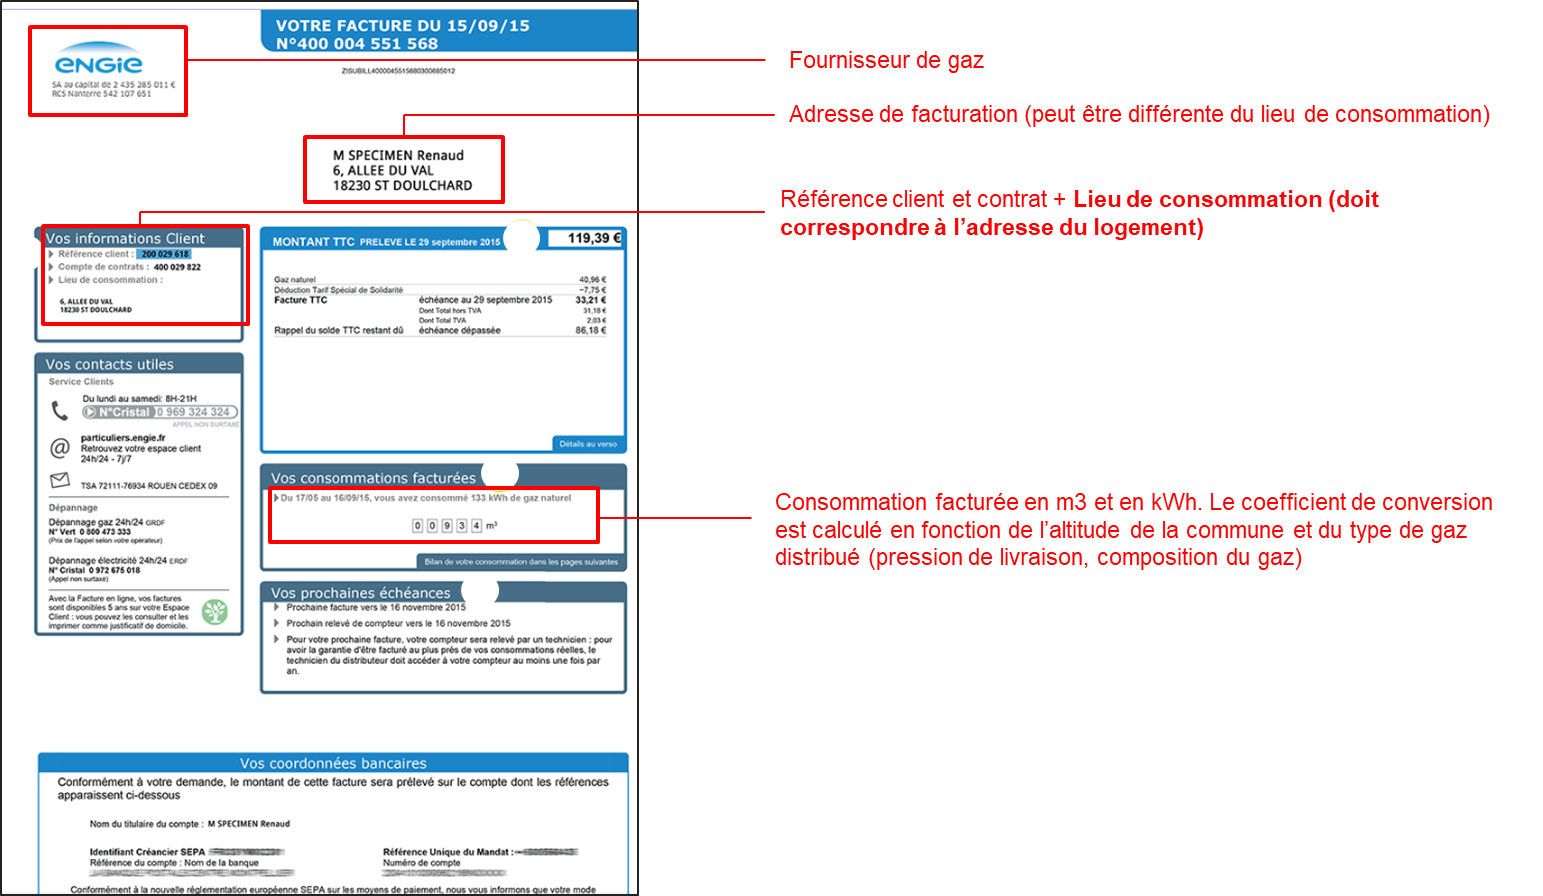 VOTRE FACTURE DU 15/09/15
N°400 004 551 568
ENGIE
SA au capital de 2 435 285 011 €
RCS Nanterre 542 107 651
ZISUBILL4000045515680300685012
Fournisseur de gaz
Adresse de facturation (peut être différente du lieu de consommation)
M SPECIMEN Renaud
6, ALLEE DU VAL
18230 ST DOULCHARD
Référence client et contrat + Lieu de consommation (doit
correspondre à l’adresse du logement)
Vos informations Client
Référence client : 200 029 618
Compte de contrats : 400 029 822
Lieu de consommation :
6, ALLEE DU VAL
18230 ST DOULCHARD
MONTANT TTC PRELEVE LE 29 septembre 2015 119,39 €
Gaz naturel 40,96 €
Déduction Tarif Spécial de Solidarité −7,75 €
Facture TTC échéance au 29 septembre 2015 33,21 €
Dont Total hors TVA 31,18 €
Dont Total TVA 2,03 €
Rappel du solde TTC restant dû échéance dépassée 86,18 €
Détails au verso
Vos contacts utiles
Service Clients
Du lundi au samedi: 8H-21H
N°Cristal 0 969 324 324
APPEL NON SURTAXÉ
particuliers.engie.fr
Retrouvez votre espace client
24h/24 - 7j/7
TSA 72111-76934 ROUEN CEDEX 09
Dépannage
Dépannage gaz 24h/24 GRDF
N° Vert 0 800 473 333
(Prix de l'appel selon votre opérateur)
Dépannage électricité 24h/24 ERDF
N° Cristal 0 972 675 018
(Appel non surtaxé)
Avec la Facture en ligne, vos factures
sont disponibles 5 ans sur votre Espace
Client : vous pouvez les consulter et les
imprimer comme justificatif de domicile.
Vos consommations facturées
Du 17/05 au 16/09/15, vous avez consommé 133 kWh de gaz naturel
0 0 9 3 4 m³
Bilan de votre consommation dans les pages suivantes
Consommation facturée en m3 et en kWh. Le coefficient de conversion
est calculé en fonction de l’altitude de la commune et du type de gaz
distribué (pression de livraison, composition du gaz)
Vos prochaines échéances
Prochaine facture vers le 16 novembre 2015
Prochain relevé de compteur vers le 16 novembre 2015
Pour votre prochaine facture, votre compteur sera relevé par un technicien : pour
avoir la garantie d'être facturé au plus près de vos consommations réelles, le
technicien du distributeur doit accéder à votre compteur au moins une fois par
an.
Vos coordonnées bancaires
Conformément à votre demande, le montant de cette facture sera prélevé sur le compte dont les références
apparaissent ci-dessous
Nom du titulaire du compte : M SPECIMEN Renaud
Identifiant Créancier SEPA
Référence Unique du Mandat :
Référence du compte : Nom de la banque
Numéro de compte
Conformément à la nouvelle réglementation européenne SEPA sur les moyens de paiement, nous vous informons que votre mode